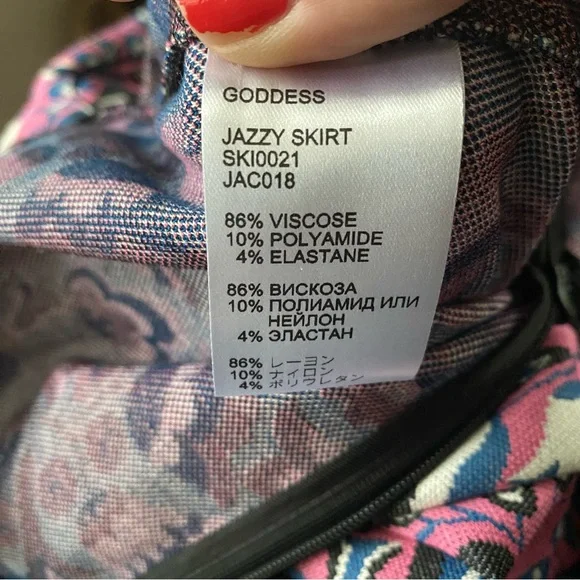 GODDESS
JAZZY SKIRT
SKI0021
JAC018
86% VISCOSE
10% POLYAMIDE
4% ELASTANE
86% ВИСКОЗА
10% ПОЛИАМИД ИЛИ
НЕЙЛОН
4% ЭЛАСТАН
86% レーヨン
10% ナイロン
4% ポリウレタン